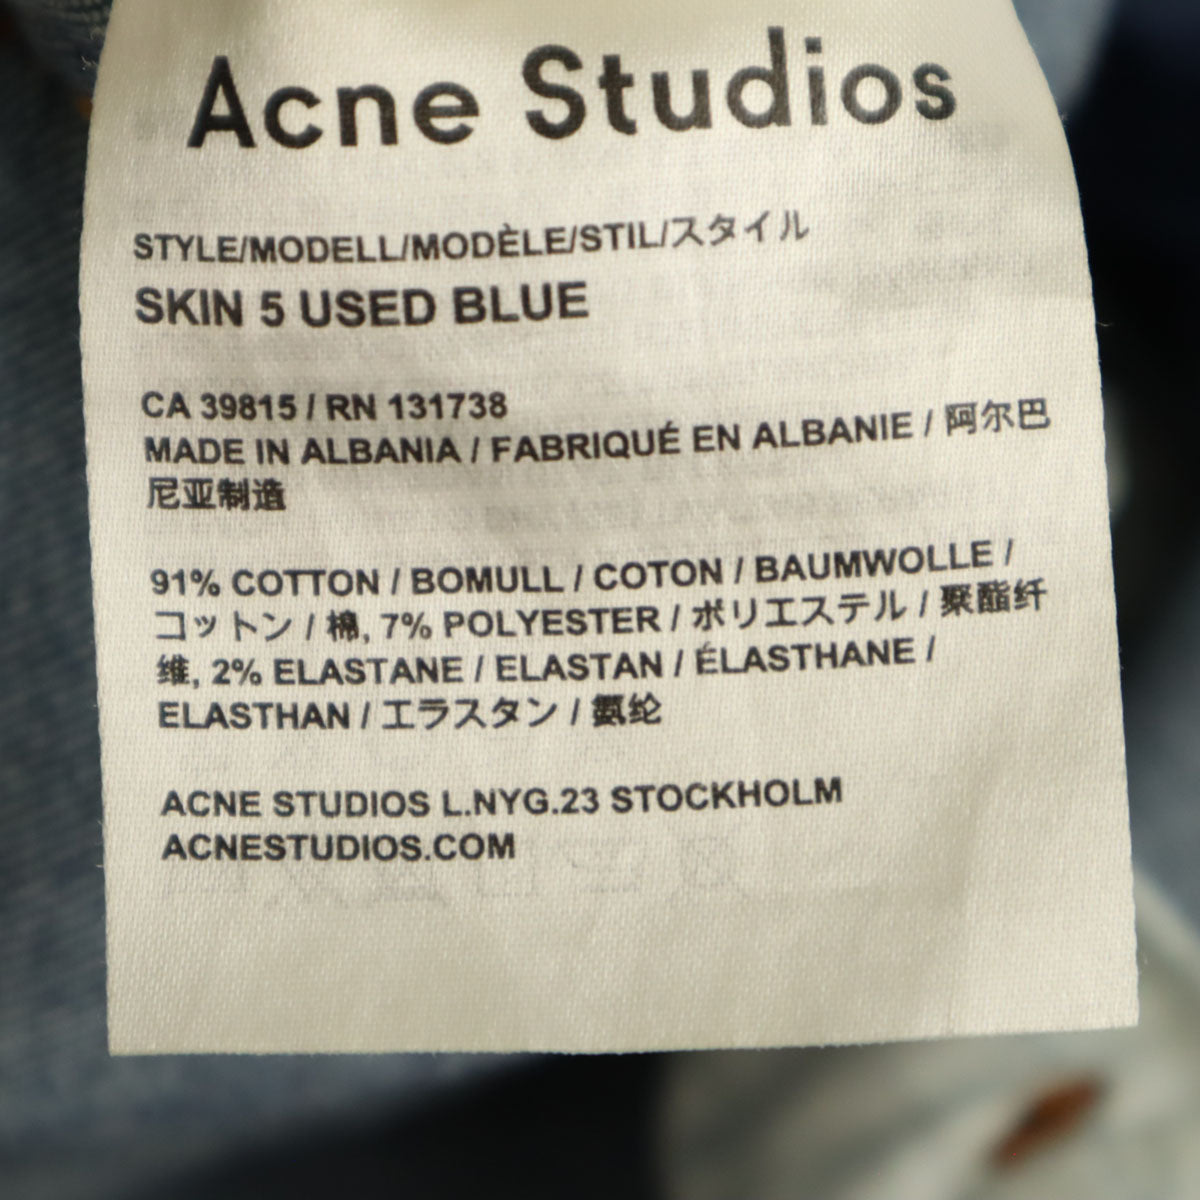 Acne Studios
STYLE/MODELL/MODÈLE/STIL/スタイル
SKIN 5 USED BLUE
CA 39815 / RN 131738
MADE IN ALBANIA / FABRIQUÉ EN ALBANIE / 阿尔巴
尼亚制造
91% COTTON / BOMULL / COTON / BAUMWOLLE /
コットン / 棉, 7% POLYESTER / ポリエステル / 聚酯纤
维, 2% ELASTANE / ELASTAN / ÉLASTHANE /
ELASTHAN / エラスタン / 氨纶
ACNE STUDIOS L.NYG.23 STOCKHOLM
ACNESTUDIOS.COM